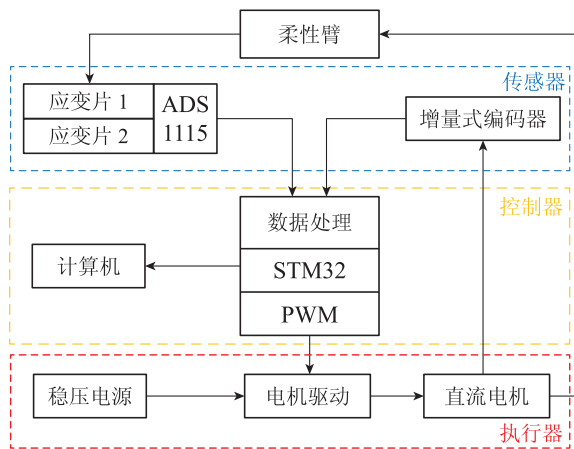 柔性臂
传感器
应变片 1
应变片 2
ADS
1115
增量式编码器
控制器
数据处理
STM32
PWM
计算机
稳压电源
电机驱动
直流电机
执行器